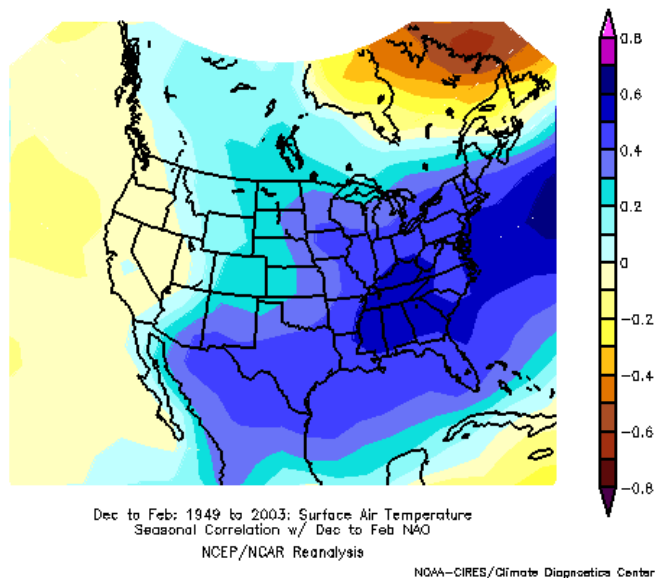 0.8
0.6
0.4
0.2
0
-0.2
-0.4
-0.6
-0.8
Dec to Feb: 1949 to 2003: Surface Air Temperature
Seasonal Correlation w/ Dec to Feb NAO
NCEP/NCAR Reanalysis
NOAA-CIRES/Climate Diagnostics Center